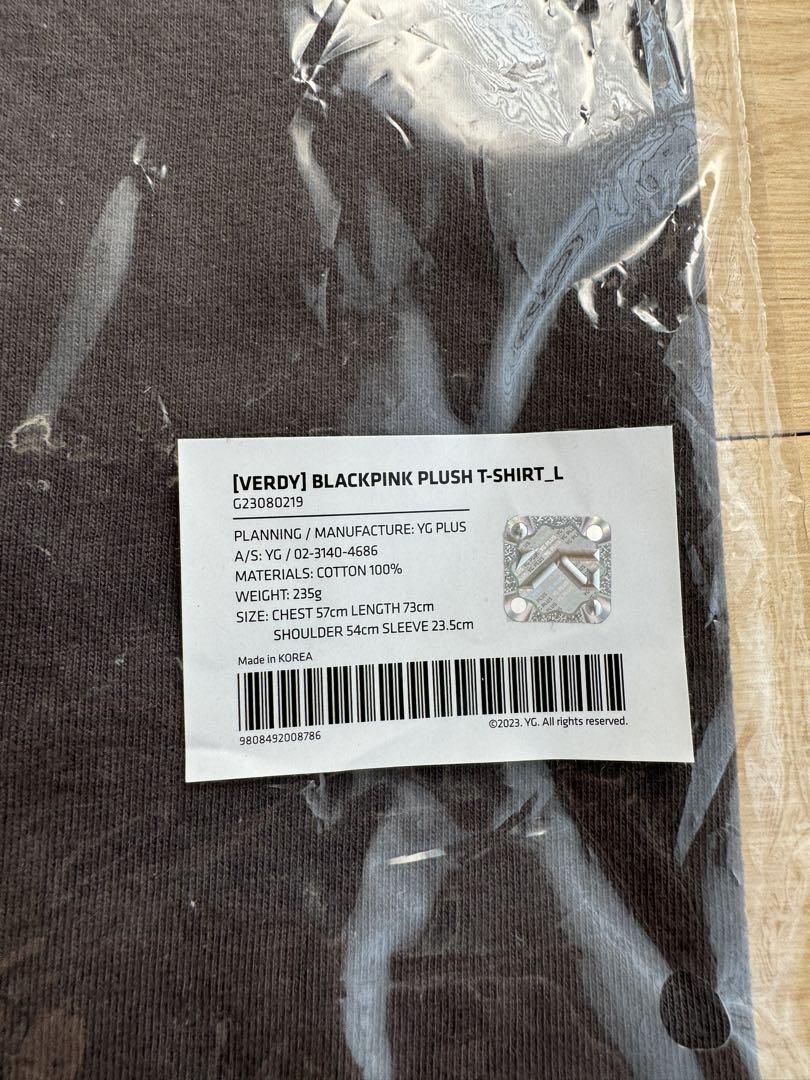 [VERDY] BLACKPINK PLUSH T-SHIRT_L
G23080219
PLANNING / MANUFACTURE: YG PLUS
A/S: YG / 02-3140-4686
MATERIALS: COTTON 100%
WEIGHT: 235g
SIZE: CHEST 57cm LENGTH 73cm
SHOULDER 54cm SLEEVE 23.5cm
Made in KOREA
9808492008786
©2023. YG. All rights reserved.